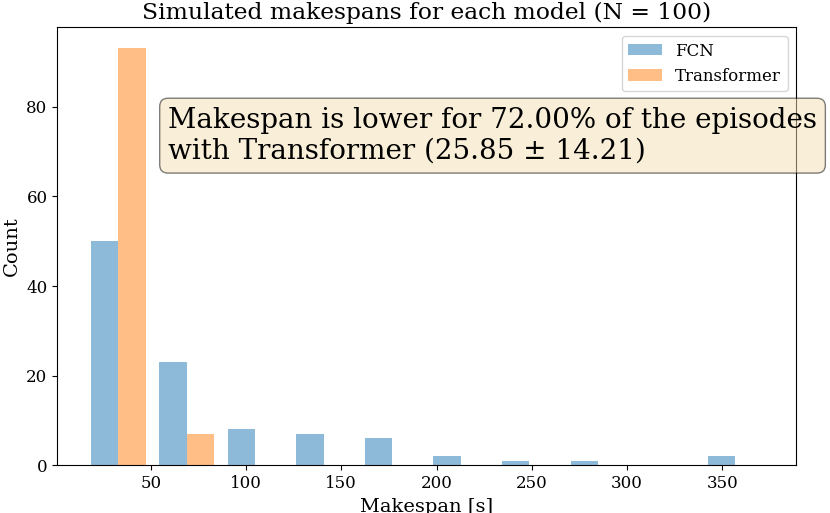 Simulated makespans for each model (N = 100)
FCN
Transformer
Makespan is lower for 72.00% of the episodes
with Transformer (25.85 ± 14.21)
Count
80
60
40
20
0
50 100 150 200 250 300 350
Makespan [s]